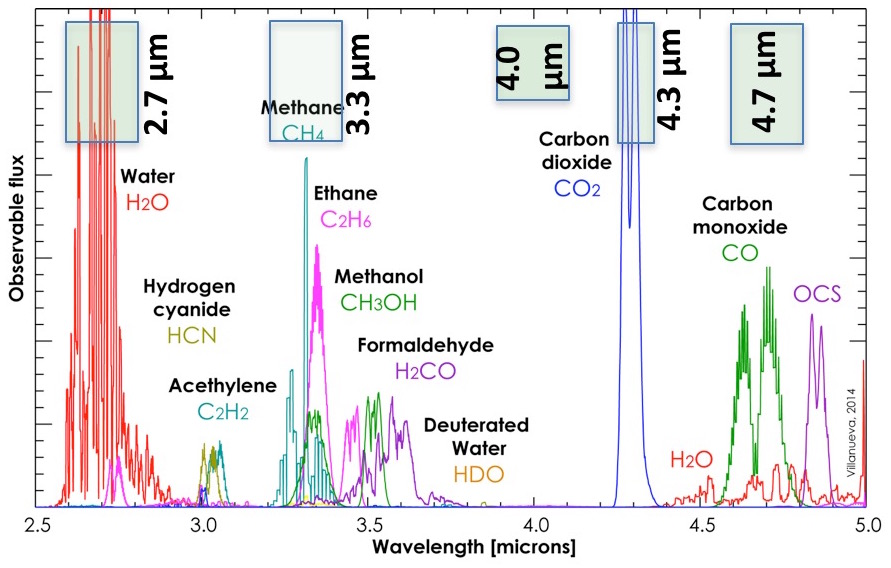 2.7 µm
3.3 µm
4.0
µm
4.3 µm
4.7 µm
Methane
CH4
Carbon
dioxide
CO2
Water
H2O
Ethane
C2H6
Carbon
monoxide
CO
Methanol
CH3OH
Hydrogen
cyanide
HCN
OCS
Formaldehyde
H2CO
Acethylene
C2H2
Deuterated
Water
HDO
H2O
Villanueva, 2014
Observable flux
2.5 3.0 3.5 4.0 4.5 5.0
Wavelength [microns]